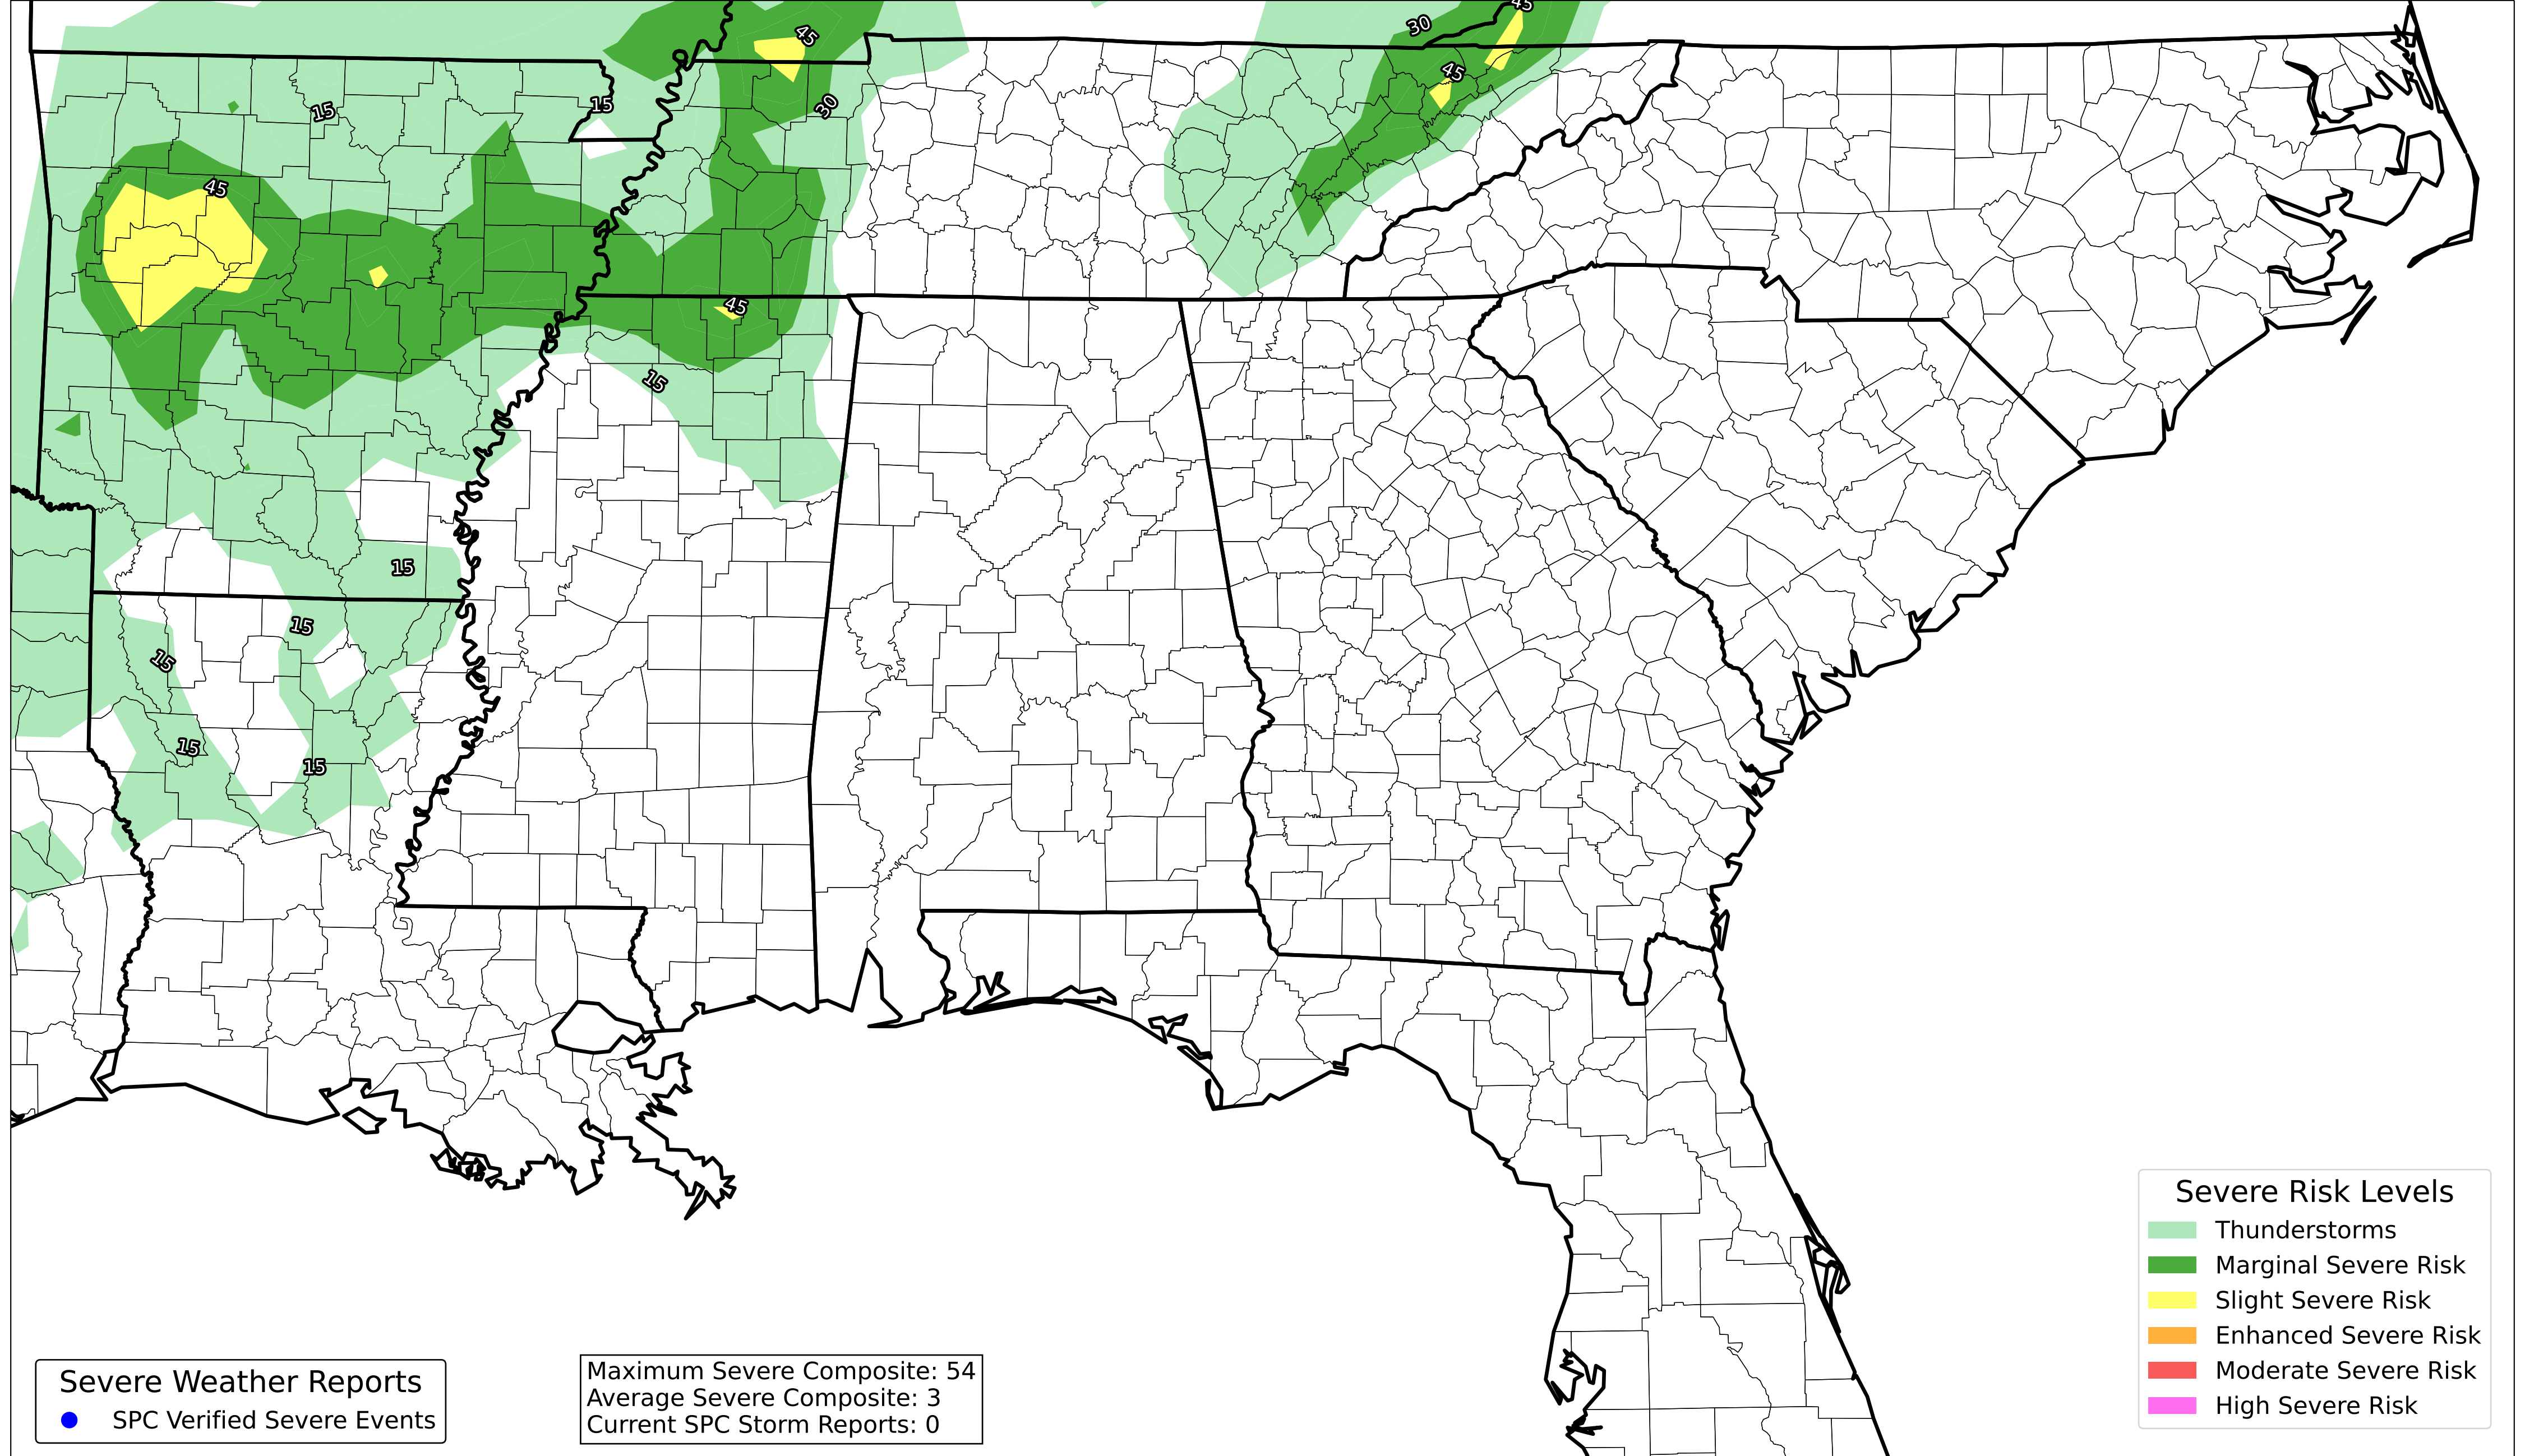 45
30
45
45
15
15
30
45
45
15
15
15
15
15
15
Severe Risk Levels
Thunderstorms
Marginal Severe Risk
Slight Severe Risk
Enhanced Severe Risk
Moderate Severe Risk
High Severe Risk
Severe Weather Reports
SPC Verified Severe Events
Maximum Severe Composite: 54
Average Severe Composite: 3
Current SPC Storm Reports: 0